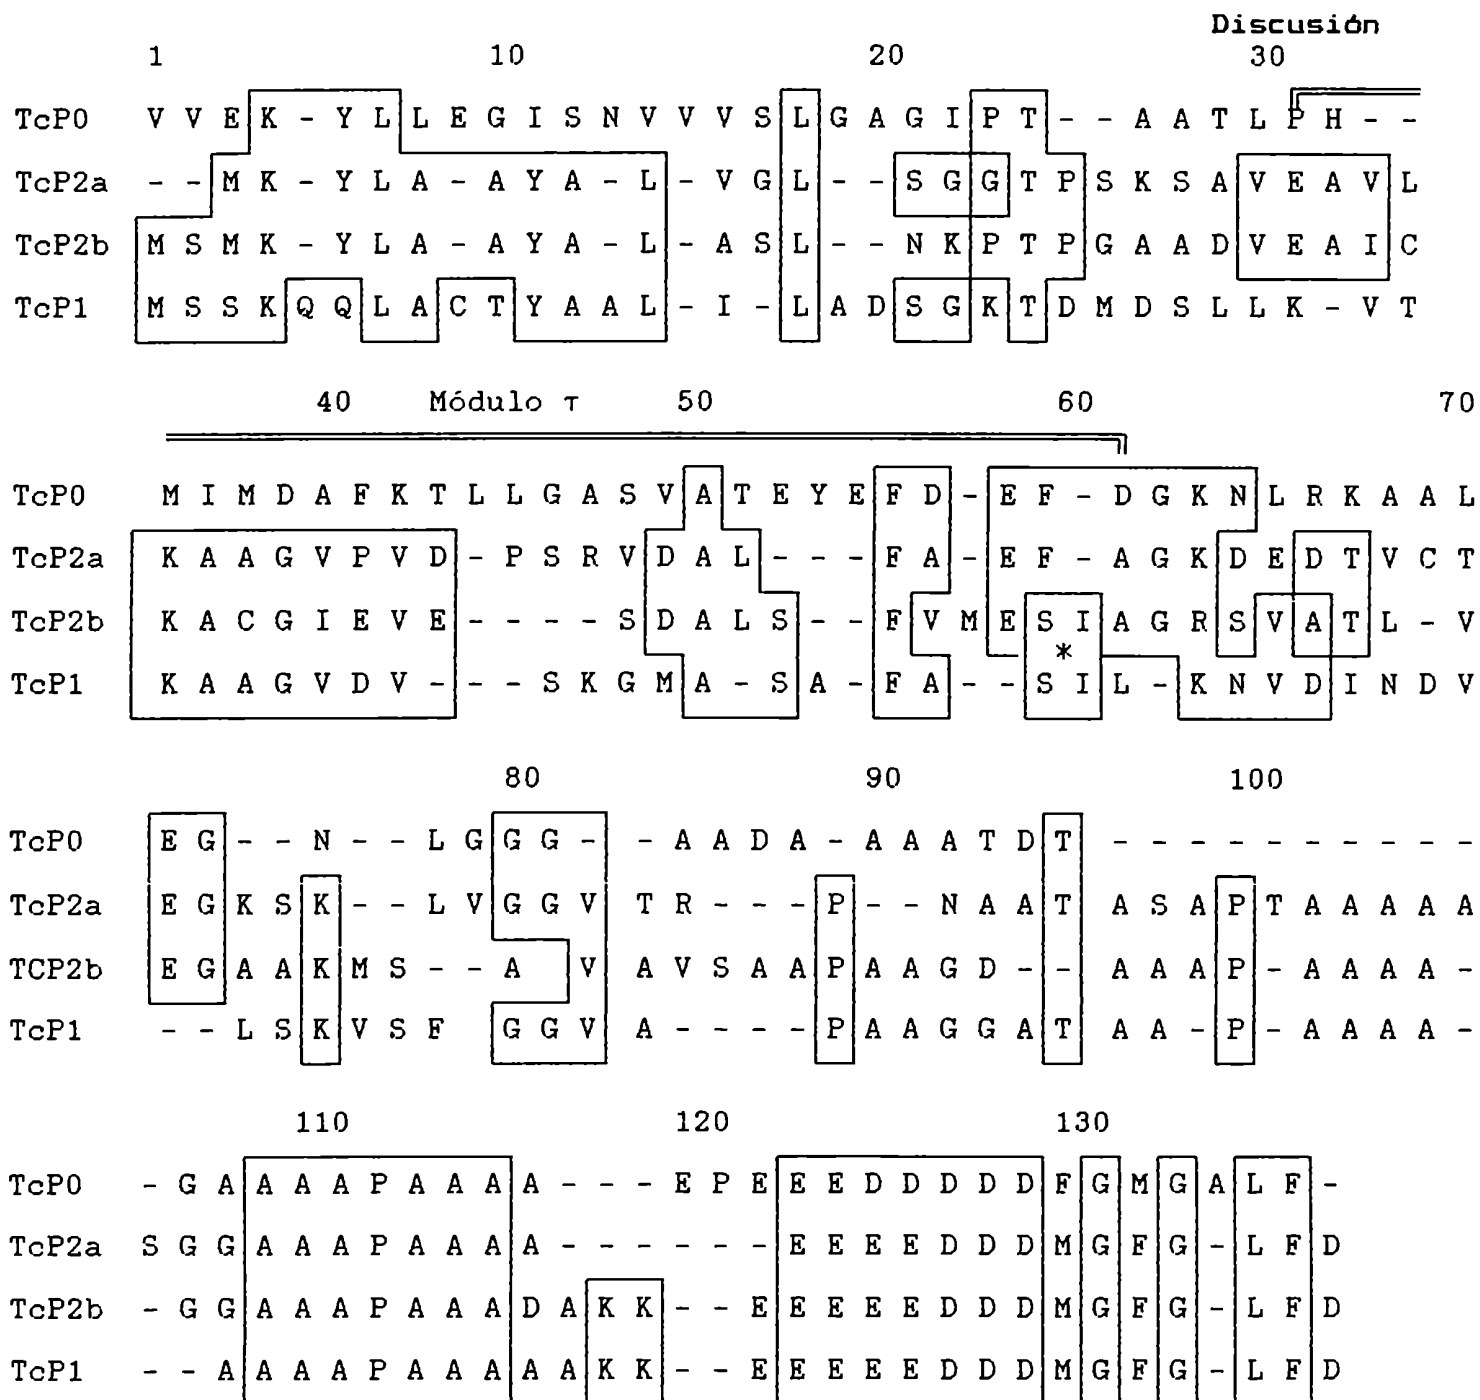 Discusión
1 10 20 30
TcP0 V V E K - Y L L E G I S N V V V S L G A G I P T - - A A T L P H - -
TcP2a - - M K - Y L A - A Y A - L - V G L - - S G G T P S K S A V E A V L
TcP2b M S M K - Y L A - A Y A - L - A S L - - N K P T P G A A D V E A I C
TcP1 M S S K Q Q L A C T Y A A L - I - L A D S G K T D M D S L L K - V T
40 Módulo τ 50 60 70
TcP0 M I M D A F K T L L G A S V A T E Y E F D - E F - D G K N L R K A A L
TcP2a K A A G V P V D - P S R V D A L - - - F A - E F - A G K D E D T V C T
TcP2b K A C G I E V E - - - - S D A L S - - F V M E S I A G R S V A T L - V
*
TcP1 K A A G V D V - - - S K G M A - S A - F A - - S I L - K N V D I N D V
80 90 100
TcP0 E G - - N - - L G G G - - A A D A - A A A T D T - - - - - - - - - -
TcP2a E G K S K - - L V G G V T R - - - P - - N A A T A S A P T A A A A A
TCP2b E G A A K M S - - A V A V S A A P A A G D - - A A A P - A A A A -
TcP1 - - L S K V S F G G V A - - - - P A A G G A T A A - P - A A A A -
110 120 130
TcP0 - G A A A A P A A A A - - - E P E E E D D D D D F G M G A L F -
TcP2a S G G A A A P A A A A - - - - - - E E E E D D D M G F G - L F D
TcP2b - G G A A A P A A A D A K K - - E E E E E D D D M G F G - L F D
TcP1 - - A A A A P A A A A A K K - - E E E E E D D D M G F G - L F D